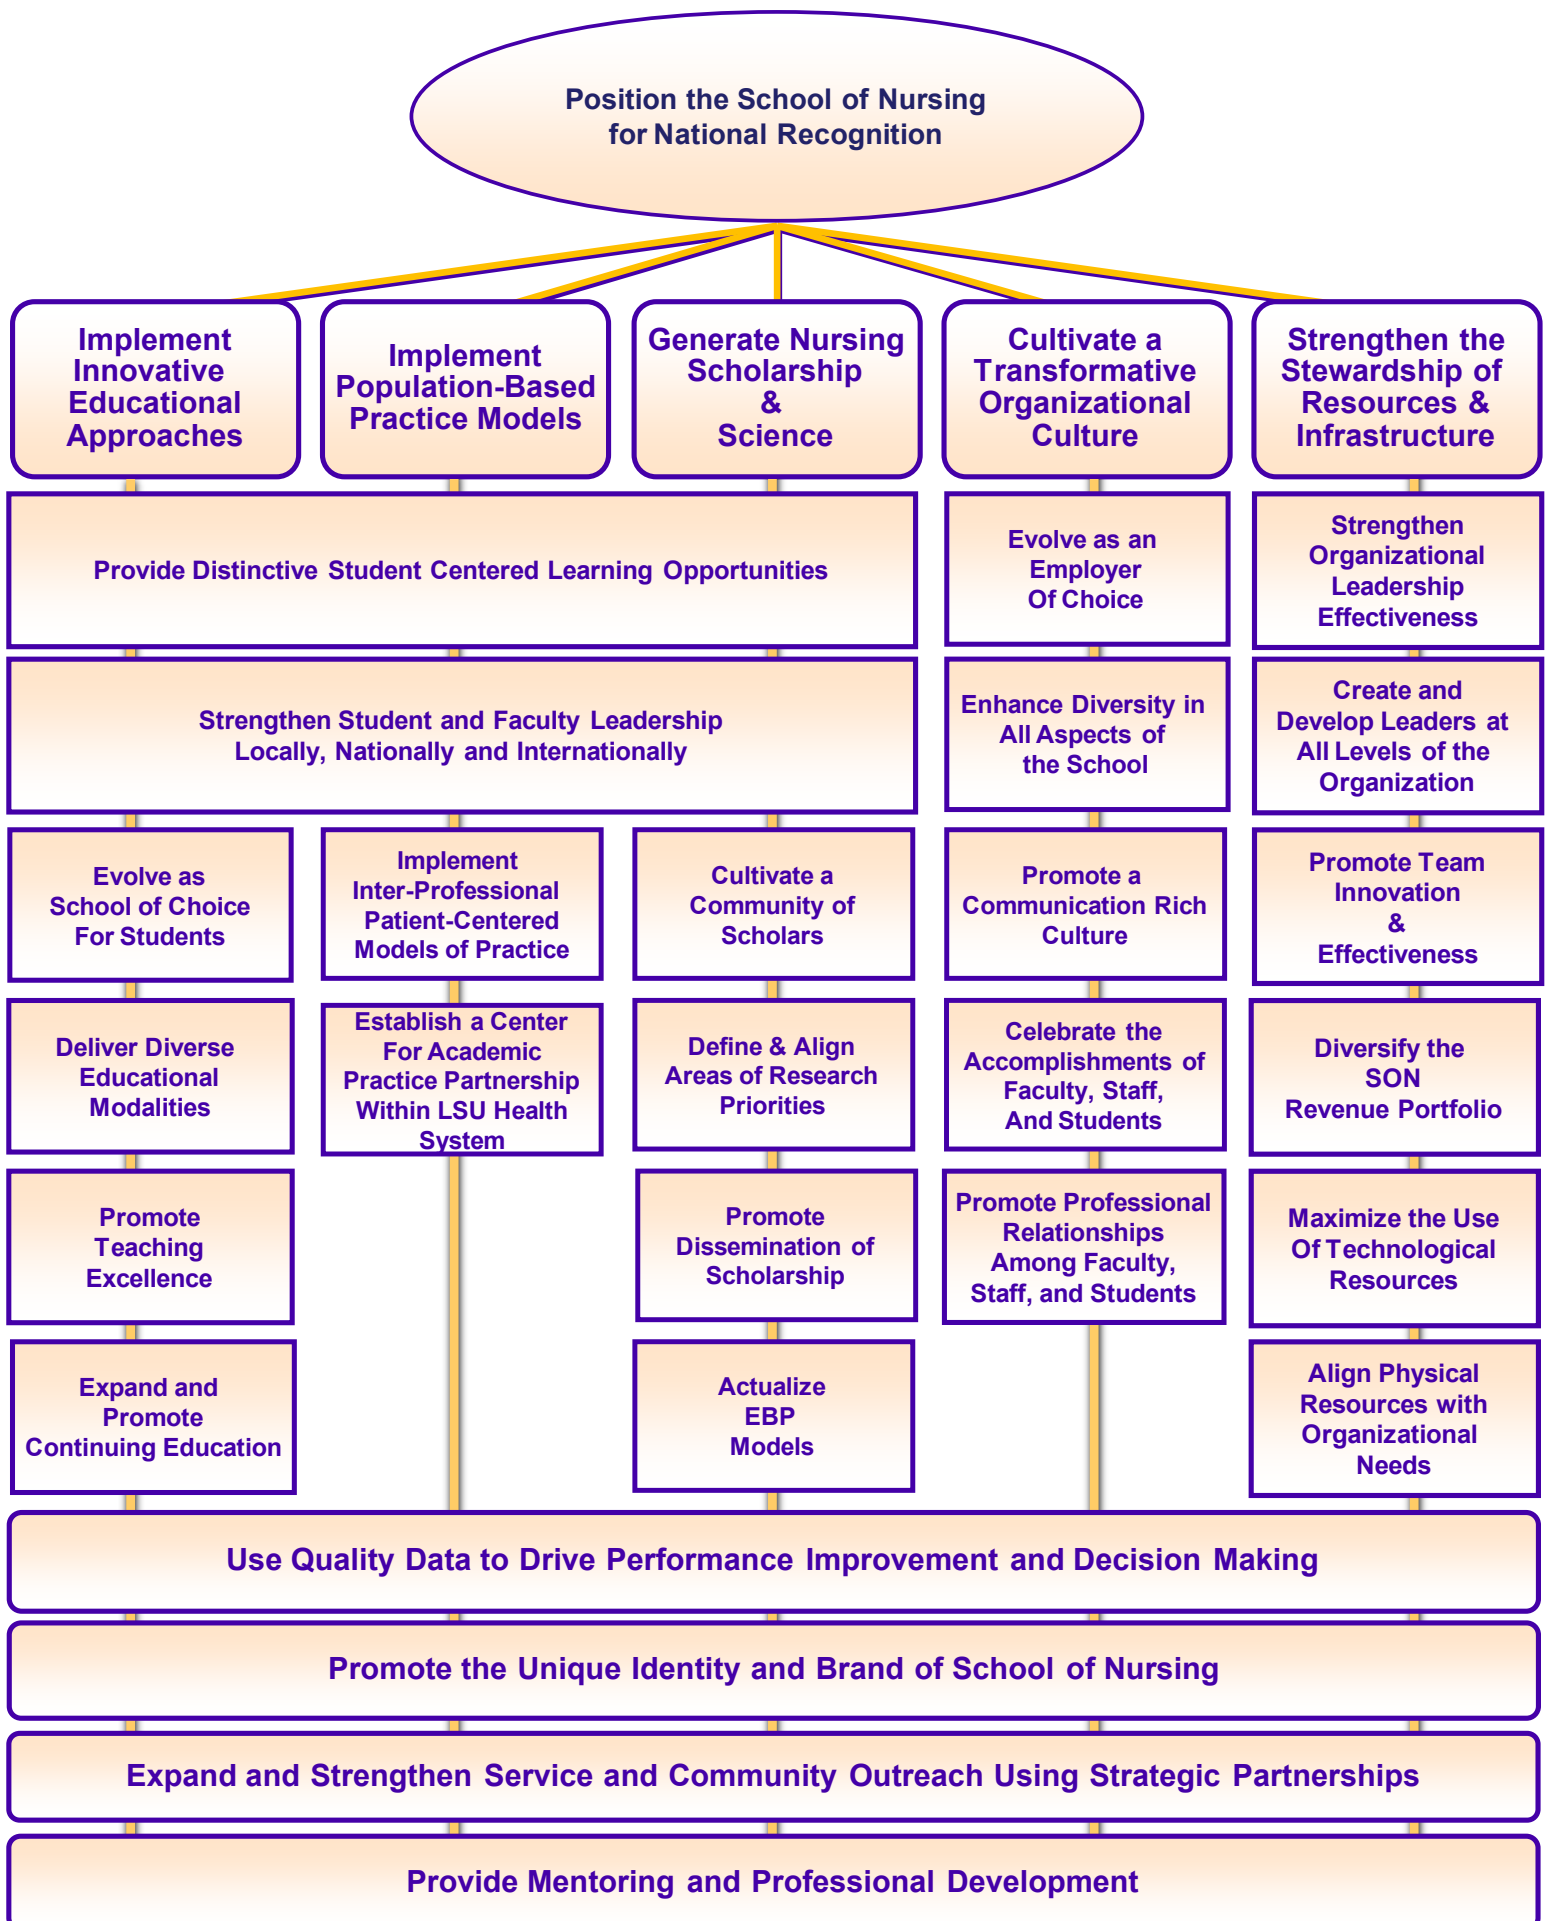 Position the School of Nursing
for National Recognition
Implement
Innovative
Educational
Approaches
Implement
Population-Based
Practice Models
Generate Nursing
Scholarship
&
Science
Cultivate a
Transformative
Organizational
Culture
Strengthen the
Stewardship of
Resources &
Infrastructure
Provide Distinctive Student Centered Learning Opportunities
Evolve as an
Employer
Of Choice
Strengthen
Organizational
Leadership
Effectiveness
Strengthen Student and Faculty Leadership
Locally, Nationally and Internationally
Enhance Diversity in
All Aspects of
the School
Create and
Develop Leaders at
All Levels of the
Organization
Evolve as
School of Choice
For Students
Implement
Inter-Professional
Patient-Centered
Models of Practice
Cultivate a
Community of
Scholars
Promote a
Communication Rich
Culture
Promote Team
Innovation
&
Effectiveness
Deliver Diverse
Educational
Modalities
Establish a Center
For Academic
Practice Partnership
Within LSU Health
System
Define & Align
Areas of Research
Priorities
Celebrate the
Accomplishments of
Faculty, Staff,
And Students
Diversify the
SON
Revenue Portfolio
Promote
Teaching
Excellence
Promote
Dissemination of
Scholarship
Promote Professional
Relationships
Among Faculty,
Staff, and Students
Maximize the Use
Of Technological
Resources
Expand and
Promote
Continuing Education
Actualize
EBP
Models
Align Physical
Resources with
Organizational
Needs
Use Quality Data to Drive Performance Improvement and Decision Making
Promote the Unique Identity and Brand of School of Nursing
Expand and Strengthen Service and Community Outreach Using Strategic Partnerships
Provide Mentoring and Professional Development